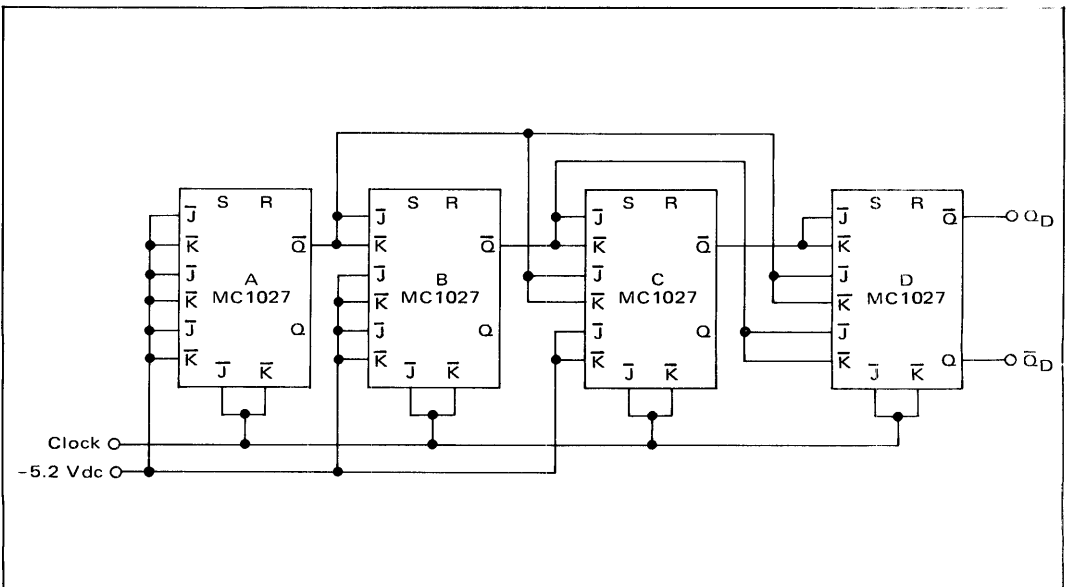 S R
J̅
K̅
J̅
K̅
J̅
K̅
A
MC1027
Q̅
Q
J̅ K̅
S R
J̅
K̅
J̅
K̅
J̅
K̅
B
MC1027
Q̅
Q
J̅ K̅
S R
J̅
K̅
J̅
K̅
J̅
K̅
C
MC1027
Q̅
Q
J̅ K̅
S R
J̅
K̅
J̅
K̅
J̅
K̅
D
MC1027
Q̅
Q
J̅ K̅
Q_D
Q̅_D
Clock
-5.2 Vdc